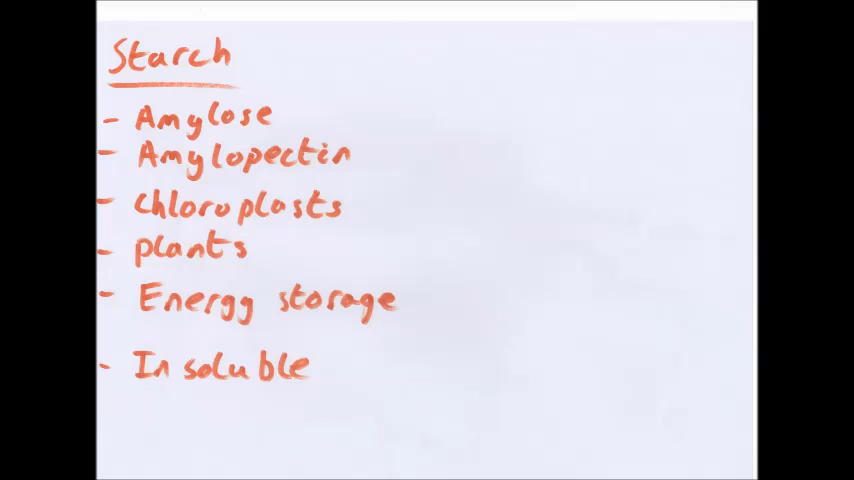 Starch
- Amylose
- Amylopectin
- chloroplasts
- plants
- Energy storage
- Insoluble